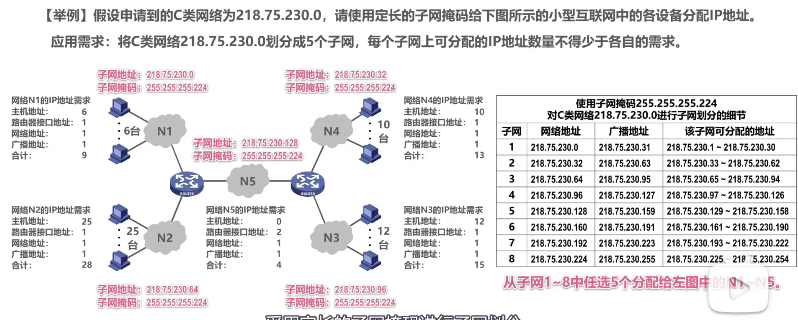 【举例】假设申请到的C类网络为218.75.230.0，请使用定长的子网掩码给下图所示的小型互联网中的各设备分配IP地址。
应用需求：将C类网络218.75.230.0划分成5个子网，每个子网上可分配的IP地址数量不得少于各自的需求。
子网地址：218.75.230.0
子网掩码：255.255.255.224
子网地址：218.75.230.32
子网掩码：255.255.255.224
网络N1的IP地址需求
主机地址：6
路由器接口地址：1
网络地址：1
广播地址：1
合计：9
6台
N1
子网地址：218.75.230.128
子网掩码：255.255.255.224
N4
10台
网络N4的IP地址需求
主机地址：10
路由器接口地址：1
网络地址：1
广播地址：1
合计：13
N5
网络N2的IP地址需求
主机地址：25
路由器接口地址：1
网络地址：1
广播地址：1
合计：28
25台
N2
网络N5的IP地址需求
主机地址：0
路由器接口地址：2
网络地址：1
广播地址：1
合计：4
N3
12台
网络N3的IP地址需求
主机地址：12
路由器接口地址：1
网络地址：1
广播地址：1
合计：15
子网地址：218.75.230.64
子网掩码：255.255.255.224
子网地址：218.75.230.96
子网掩码：255.255.255.224
使用子网掩码255.255.255.224
对C类网络218.75.230.0进行子网划分的细节
子网 网络地址 广播地址 该子网可分配的地址
1 218.75.230.0 218.75.230.31 218.75.230.1 ~ 218.75.230.30
2 218.75.230.32 218.75.230.63 218.75.230.33 ~ 218.75.230.62
3 218.75.230.64 218.75.230.95 218.75.230.65 ~ 218.75.230.94
4 218.75.230.96 218.75.230.127 218.75.230.97 ~ 218.75.230.126
5 218.75.230.128 218.75.230.159 218.75.230.129 ~ 218.75.230.158
6 218.75.230.160 218.75.230.191 218.75.230.161 ~ 218.75.230.190
7 218.75.230.192 218.75.230.223 218.75.230.193 ~ 218.75.230.222
8 218.75.230.224 218.75.230.255 218.75.230.225 218.75.230.254
从子网1~8中任选5个分配给左图中的N1~N5。
采用定长的子网掩码进行子网划分